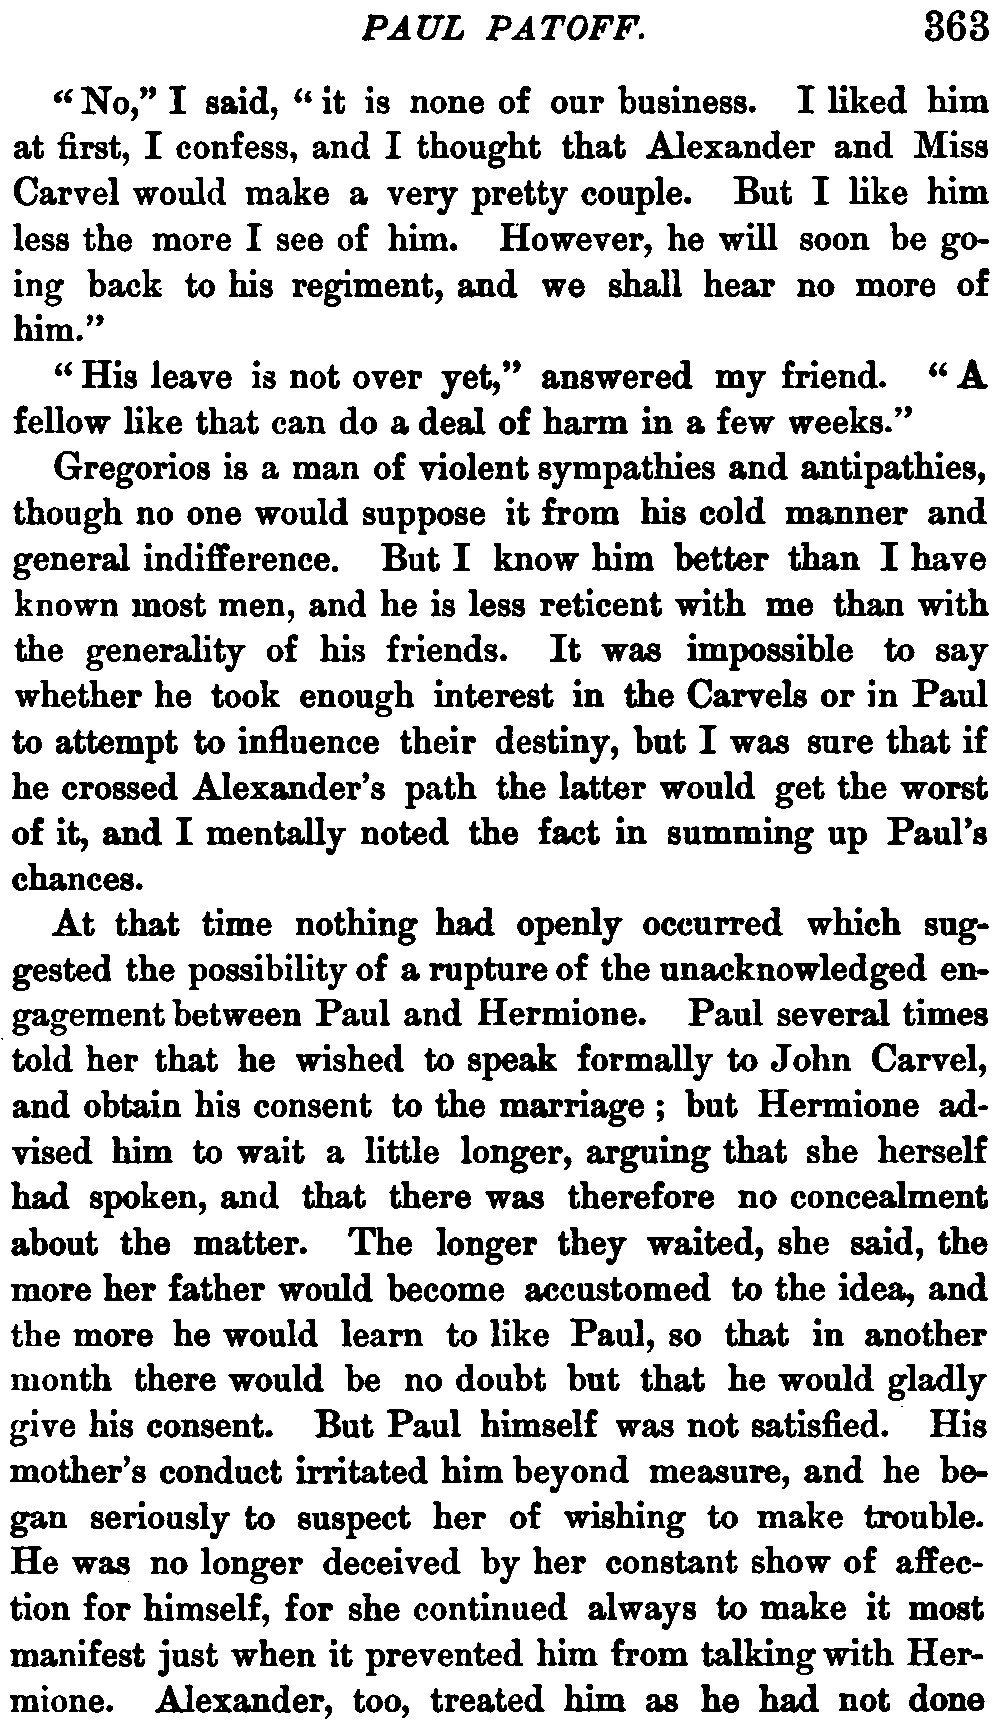 PAUL PATOFF. 363
“No,” I said, “it is none of our business. I liked him
at first, I confess, and I thought that Alexander and Miss
Carvel would make a very pretty couple. But I like him
less the more I see of him. However, he will soon be go-
ing back to his regiment, and we shall hear no more of
him.”
“His leave is not over yet,” answered my friend. “A
fellow like that can do a deal of harm in a few weeks.”
Gregorios is a man of violent sympathies and antipathies,
though no one would suppose it from his cold manner and
general indifference. But I know him better than I have
known most men, and he is less reticent with me than with
the generality of his friends. It was impossible to say
whether he took enough interest in the Carvels or in Paul
to attempt to influence their destiny, but I was sure that if
he crossed Alexander’s path the latter would get the worst
of it, and I mentally noted the fact in summing up Paul’s
chances.
At that time nothing had openly occurred which sug-
gested the possibility of a rupture of the unacknowledged en-
gagement between Paul and Hermione. Paul several times
told her that he wished to speak formally to John Carvel,
and obtain his consent to the marriage ; but Hermione ad-
vised him to wait a little longer, arguing that she herself
had spoken, and that there was therefore no concealment
about the matter. The longer they waited, she said, the
more her father would become accustomed to the idea, and
the more he would learn to like Paul, so that in another
month there would be no doubt but that he would gladly
give his consent. But Paul himself was not satisfied. His
mother’s conduct irritated him beyond measure, and he be-
gan seriously to suspect her of wishing to make trouble.
He was no longer deceived by her constant show of affec-
tion for himself, for she continued always to make it most
manifest just when it prevented him from talking with Her-
mione. Alexander, too, treated him as he had not done